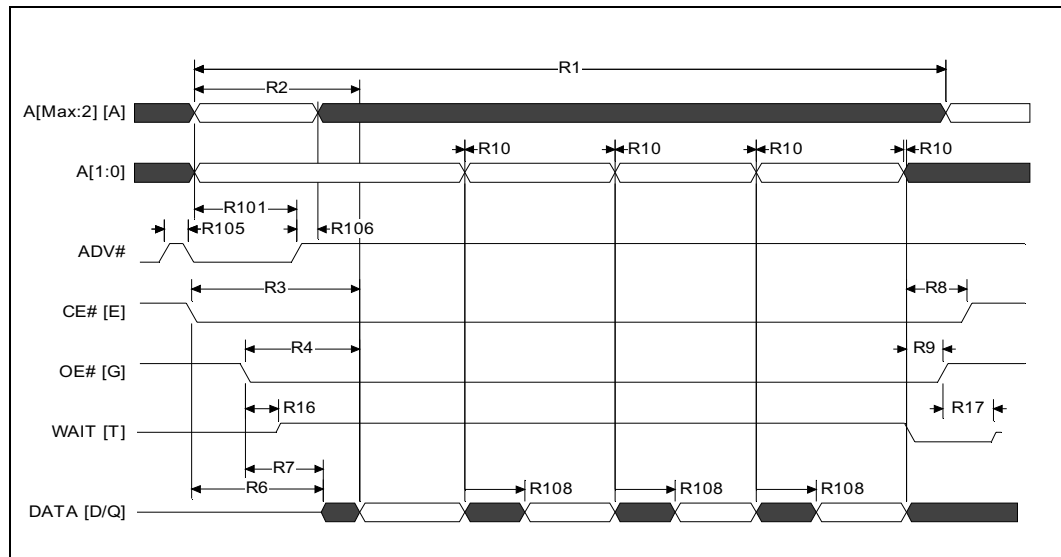 R1
R2
A[Max:2] [A]
R10 R10 R10 R10
A[1:0]
R101
R105 R106
ADV#
R3 R8
CE# [E]
R4 R9
OE# [G]
R16 R17
WAIT [T]
R7
R6
R108 R108 R108
DATA [D/Q]